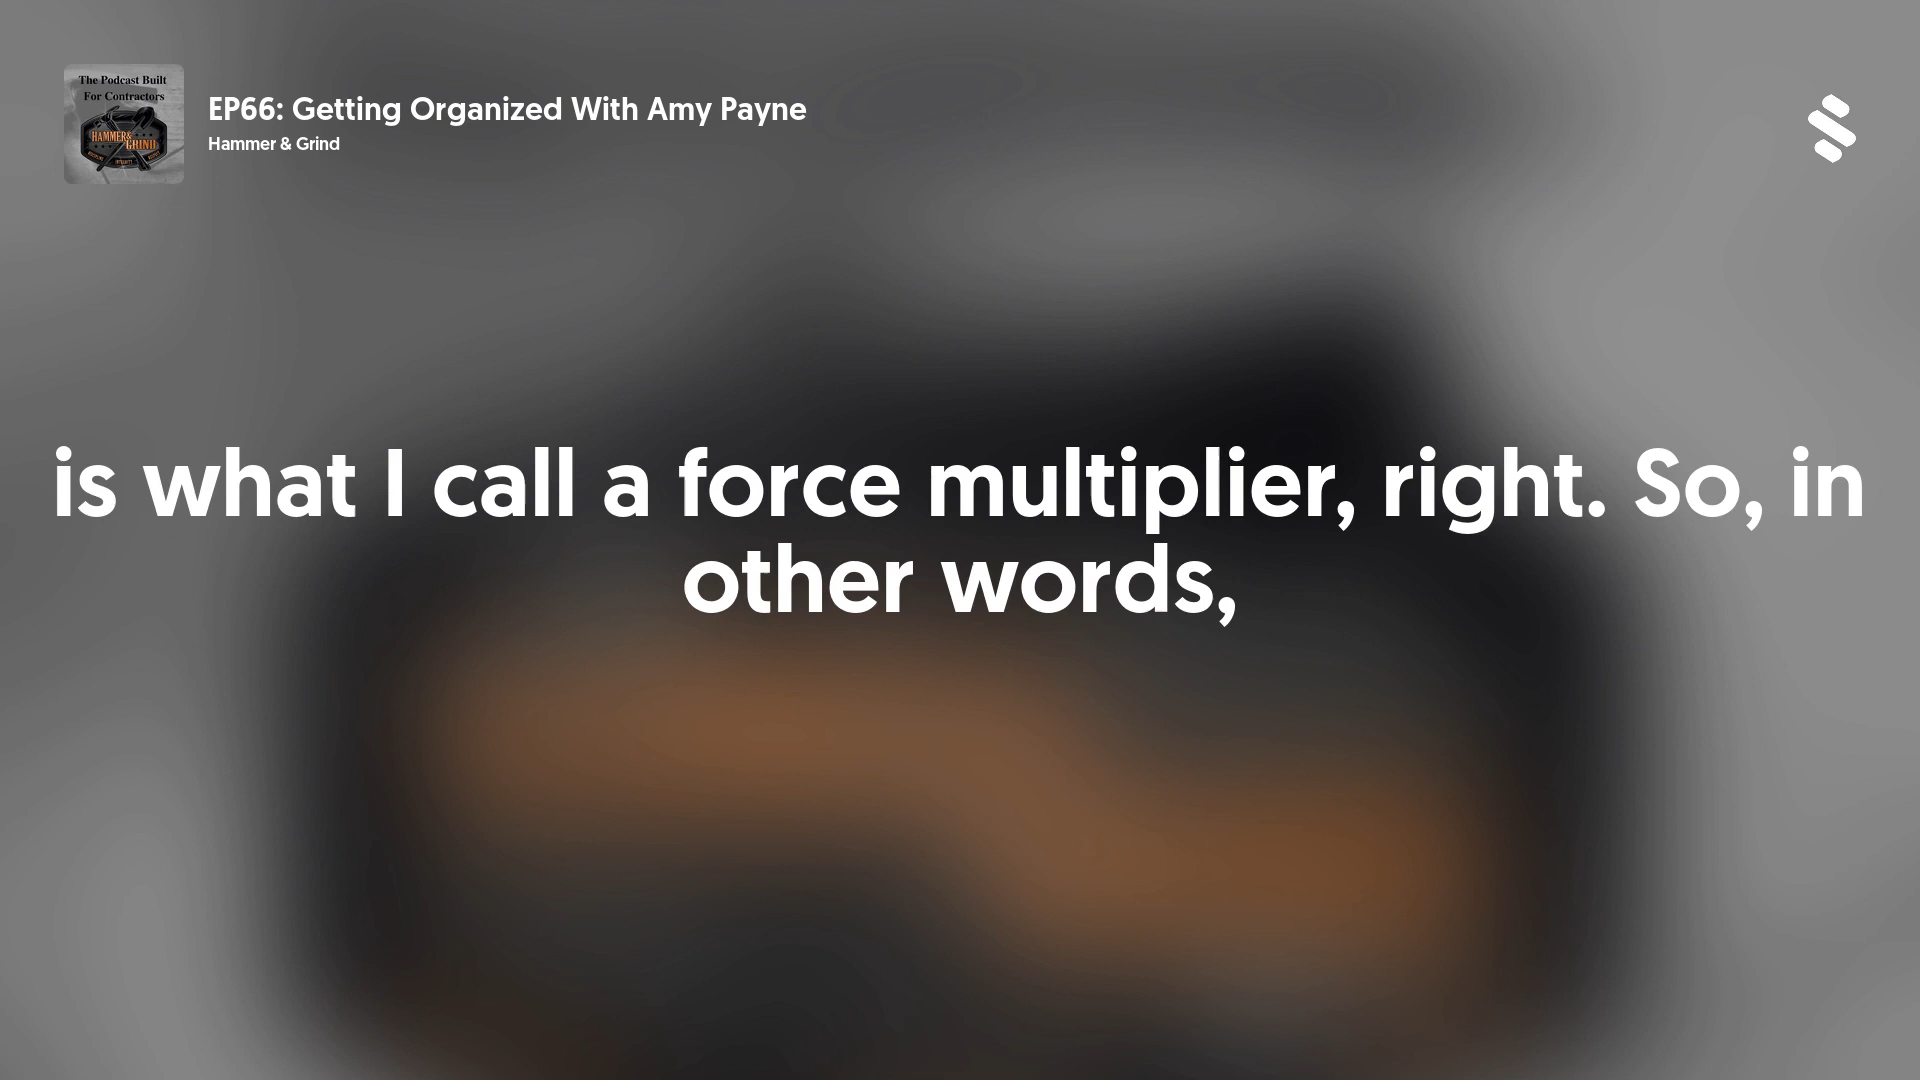 The Podcast Built
For Contractors
HAMMER&
GRIND
EP66: Getting Organized With Amy Payne
Hammer & Grind
is what I call a force multiplier, right. So, in
other words,